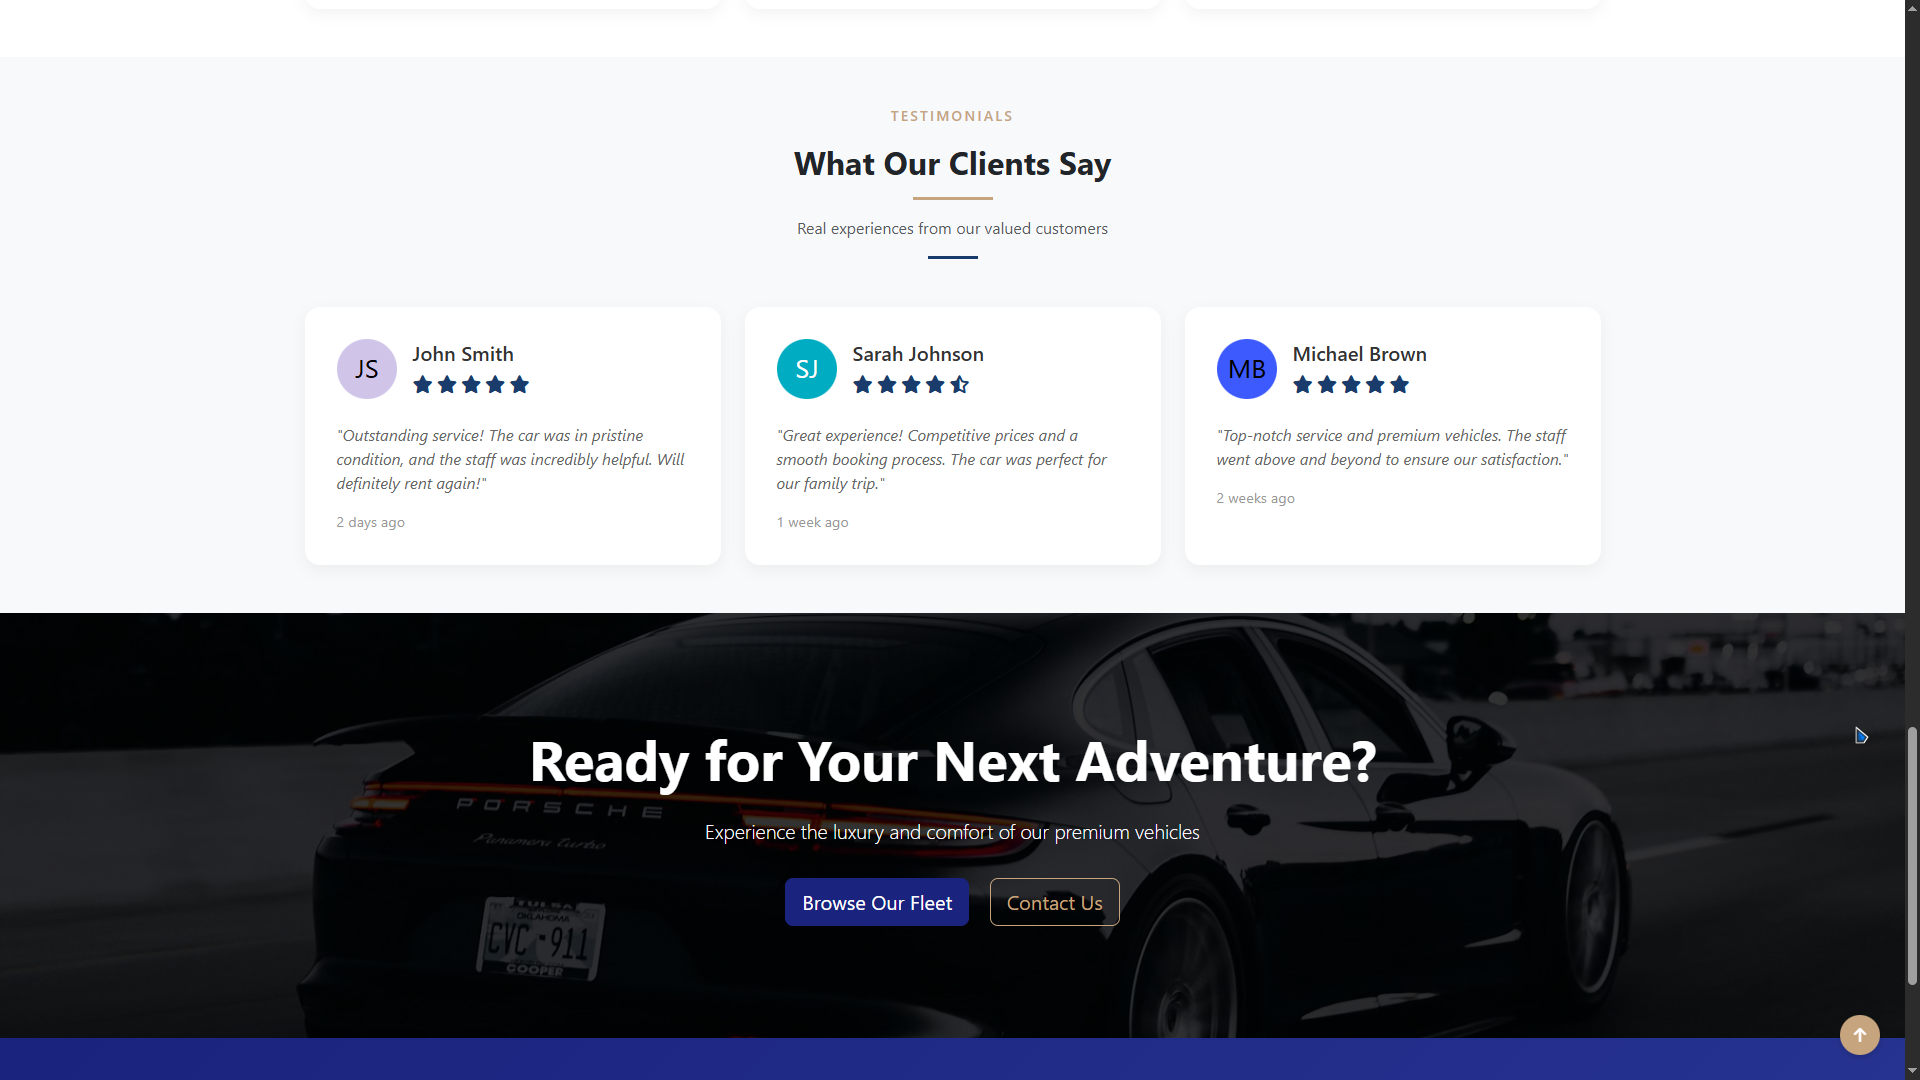 TESTIMONIALS
What Our Clients Say
Real experiences from our valued customers
JS
John Smith
"Outstanding service! The car was in pristine
condition, and the staff was incredibly helpful. Will
definitely rent again!"
2 days ago
SJ
Sarah Johnson
"Great experience! Competitive prices and a
smooth booking process. The car was perfect for
our family trip."
1 week ago
MB
Michael Brown
"Top-notch service and premium vehicles. The staff
went above and beyond to ensure our satisfaction."
2 weeks ago
Ready for Your Next Adventure?
PORSCHE
Experience the luxury and comfort of our premium vehicles
Panamera turbo
Browse Our Fleet
Contact Us
OKLAHOMA
CVC-911
COOPER